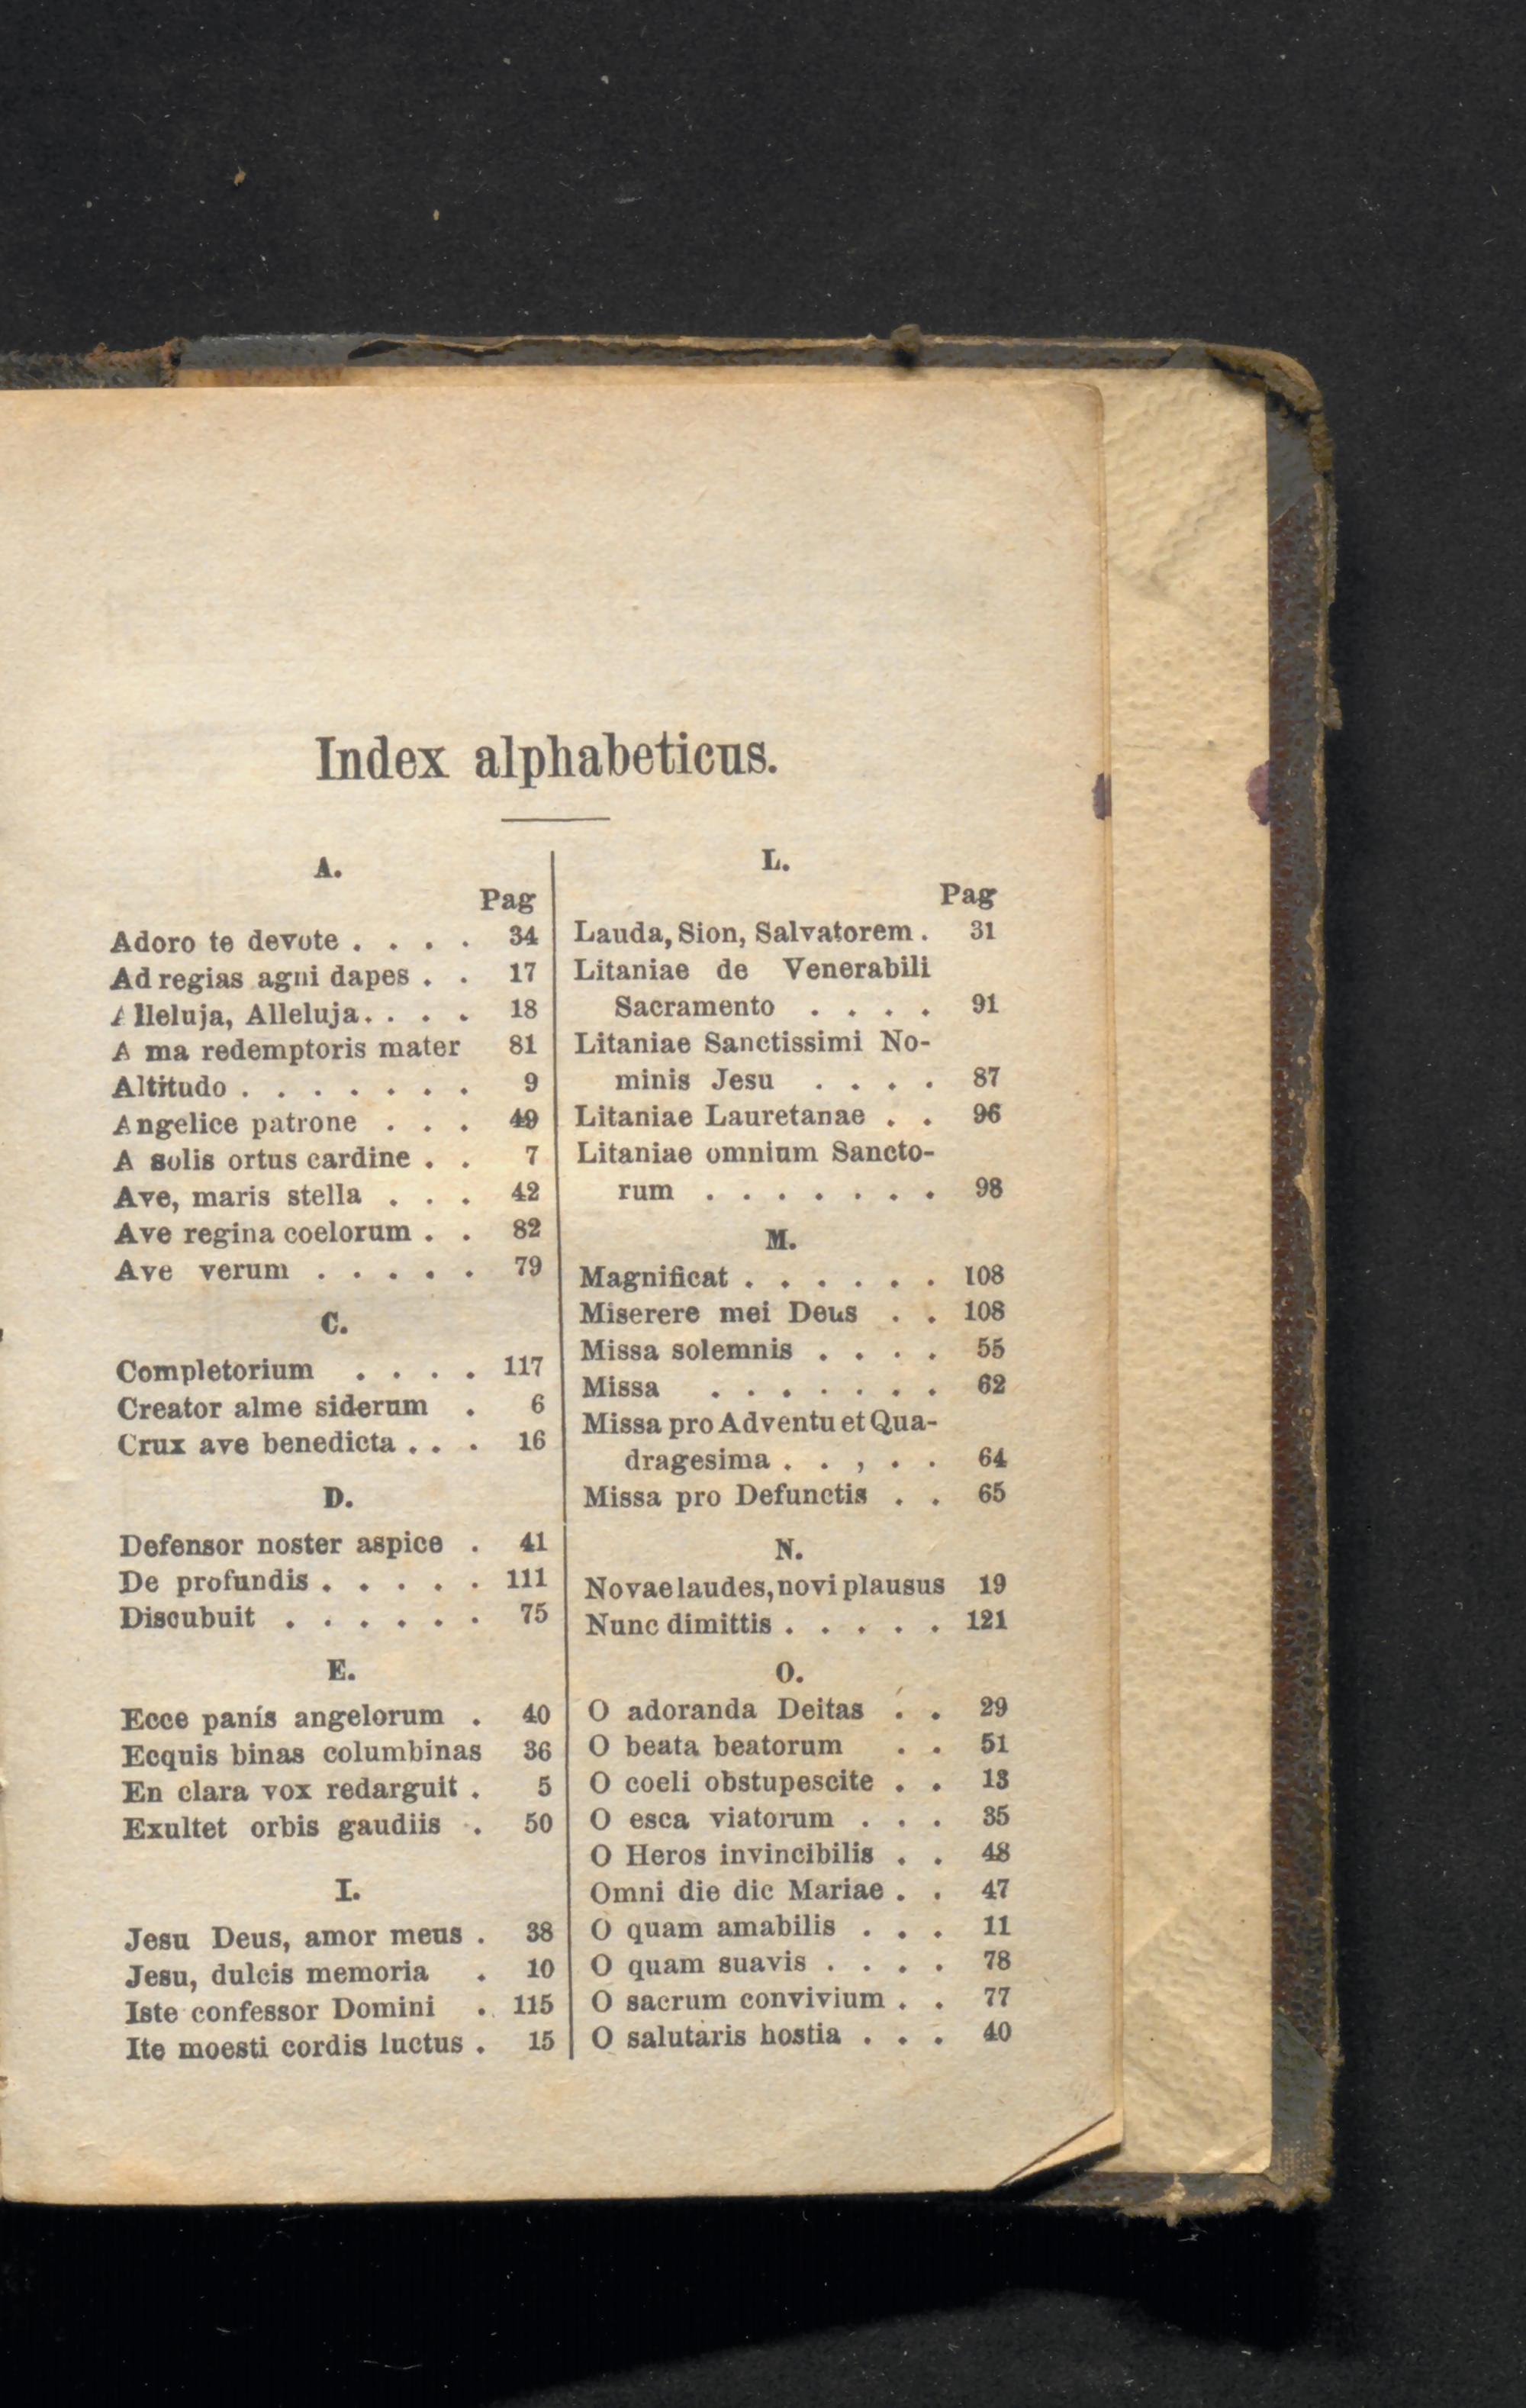 Index alphabeticus.
A.
Pag
Adoro te devote . . . . 34
Ad regias agni dapes . . 17
Alleluja, Alleluja. . . . 18
A ma redemptoris mater 81
Altitudo . . . . . . . 9
Angelice patrone . . . 49
A solis ortus cardine . . 7
Ave, maris stella . . . 42
Ave regina coelorum . . 82
Ave verum . . . . . 79
C.
Completorium . . . . 117
Creator alme siderum . 6
Crux ave benedicta . . . 16
D.
Defensor noster aspice . 41
De profundis . . . . . 111
Discubuit . . . . . . 75
E.
Ecce panis angelorum . 40
Ecquis binas columbinas 36
En clara vox redarguit . 5
Exultet orbis gaudiis . 50
I.
Jesu Deus, amor meus . 38
Jesu, dulcis memoria . 10
Iste confessor Domini . 115
Ite moesti cordis luctus . 15
L.
Pag
Lauda, Sion, Salvatorem . 31
Litaniae de Venerabili
Sacramento . . . . 91
Litaniae Sanctissimi No-
minis Jesu . . . . 87
Litaniae Lauretanae . . 96
Litaniae omnium Sancto-
rum . . . . . . . 98
M.
Magnificat . . . . . . 108
Miserere mei Deus . . 108
Missa solemnis . . . . 55
Missa . . . . . . . 62
Missa pro Adventu et Qua-
dragesima . . , . . 64
Missa pro Defunctis . . 65
N.
Novae laudes, novi plausus 19
Nunc dimittis . . . . . 121
O.
O adoranda Deitas . . 29
O beata beatorum . . 51
O coeli obstupescite . . 13
O esca viatorum . . . 35
O Heros invincibilis . . 48
Omni die dic Mariae . . 47
O quam amabilis . . . 11
O quam suavis . . . . 78
O sacrum convivium . . 77
O salutaris hostia . . . 40